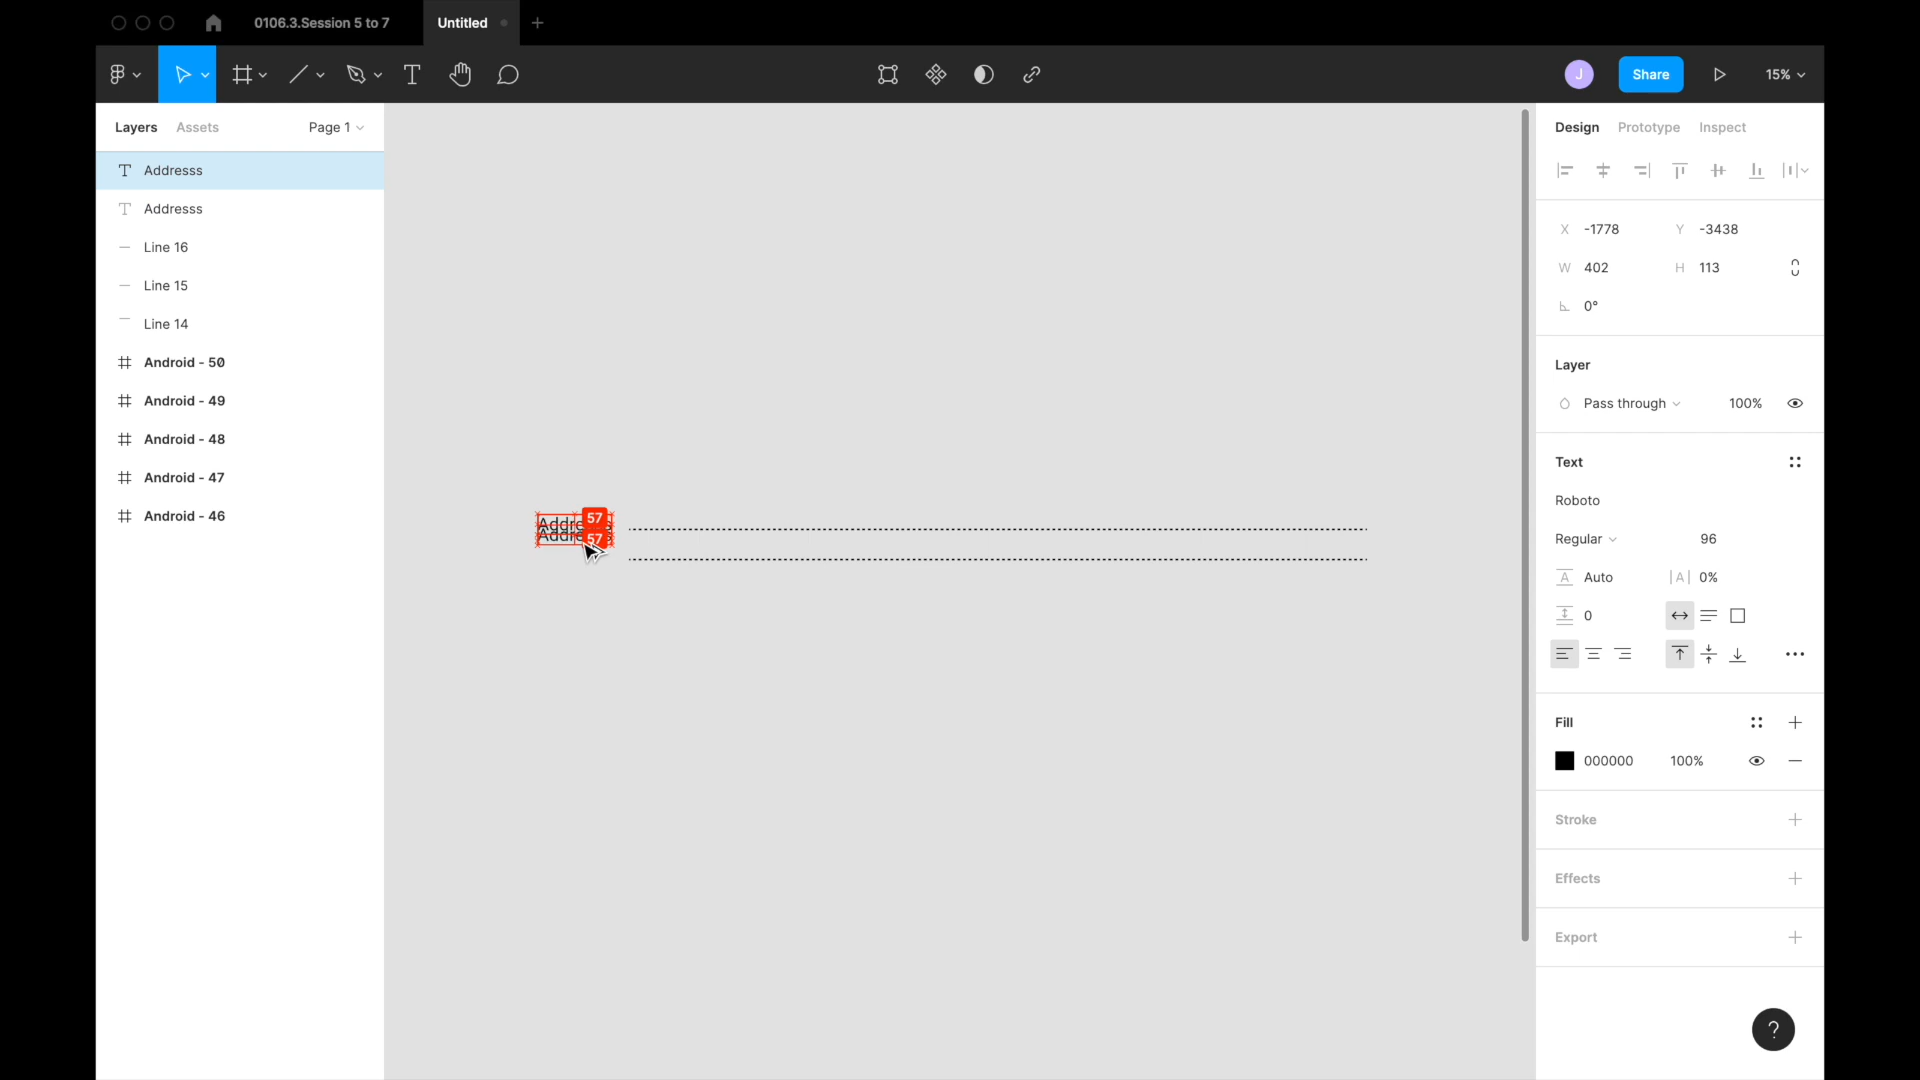 0106.3.Session 5 to 7
Untitled
J
Share
15%
Layers
Assets
Page 1
Addresss
Addresss
Line 16
Line 15
Line 14
Android - 50
Android - 49
Android - 48
Android - 47
Android - 46
57
57
Design
Prototype
Inspect
X -1778
Y -3438
W 402
H 113
0°
Layer
Pass through
100%
Text
Roboto
Regular
96
A Auto
|A| 0%
0
Fill
000000
100%
Stroke
Effects
Export
?